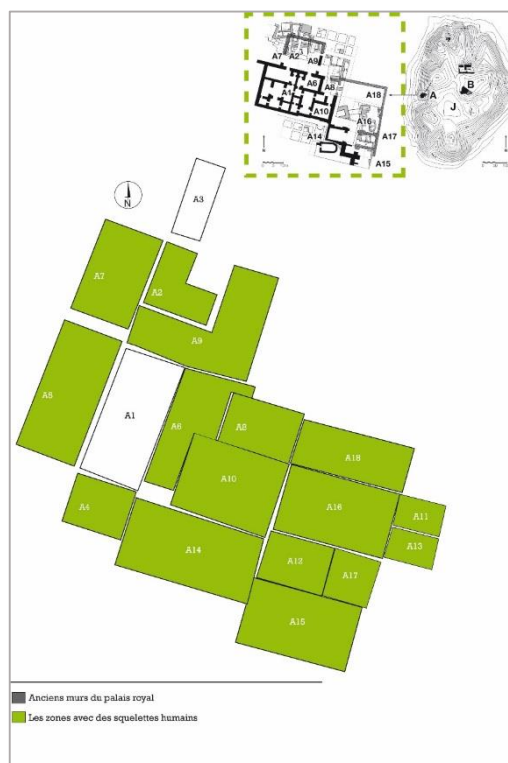 A7
A2
A9
A6
A8
A1
A10
A18
A16
A14
A17
A15
A
B
J
A3
N
A7
A2
A9
A5
A1
A6
A8
A18
A10
A16
A11
A4
A13
A14
A12
A17
A15
Anciens murs du palais royal
Les zones avec des squelettes humains